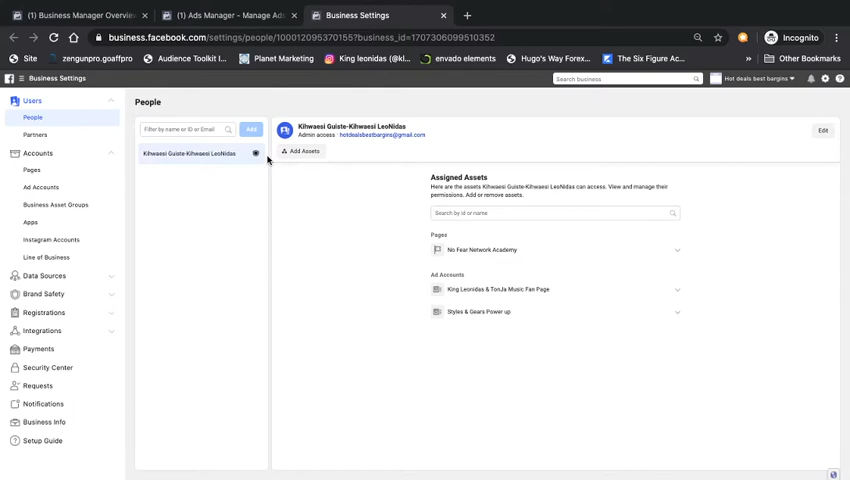 (1) Business Manager Overview
(1) Ads Manager - Manage Ads
Business Settings
business.facebook.com/settings/people/100012095370155?business_id=1707306099510352
Incognito
Site
zengunpro.goaffpro
Audience Toolkit I...
Planet Marketing
King leonidas (@kl...
envado elements
Hugo's Way Forex...
The Six Figure Ac...
Other Bookmarks
Business Settings
Search business
Hot deals best bargins
Users
People
Partners
Accounts
Pages
Ad Accounts
Business Asset Groups
Apps
Instagram Accounts
Line of Business
Data Sources
Brand Safety
Registrations
Integrations
Payments
Security Center
Requests
Notifications
Business Info
Setup Guide
People
Filter by name or ID or Email
Add
Kihwaesi Guiste-Kihwaesi LeoNidas
Kihwaesi Guiste-Kihwaesi LeoNidas
Admin access · hotdealsbestbargins@gmail.com
Edit
Add Assets
Assigned Assets
Here are the assets Kihwaesi Guiste-Kihwaesi LeoNidas can access. View and manage their
permissions. Add or remove assets.
Search by id or name
Pages
No Fear Network Academy
Ad Accounts
King Leonidas & TonJa Music Fan Page
Styles & Gears Power up